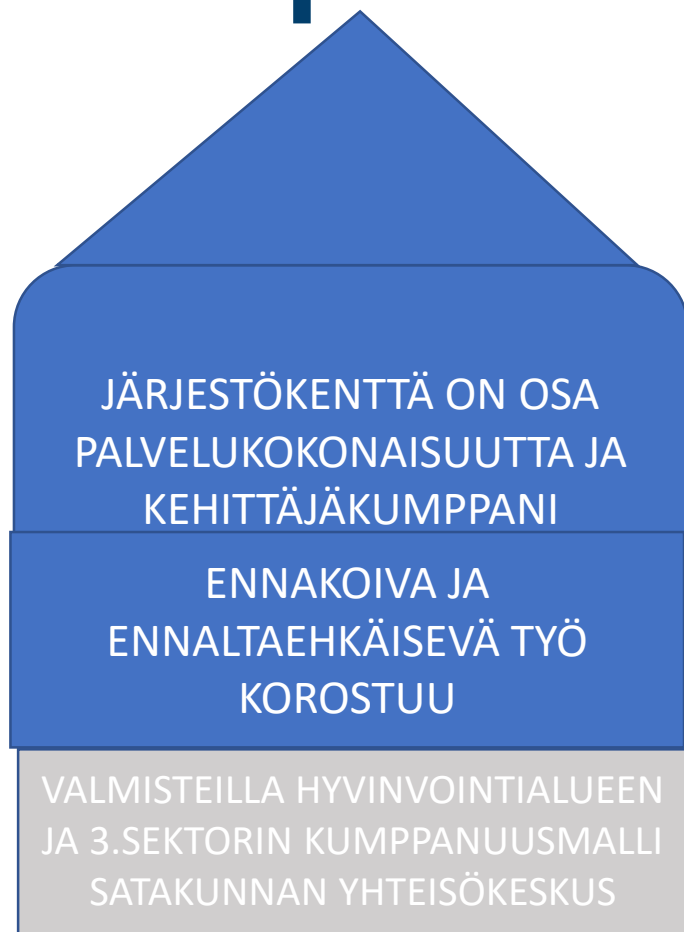 JÄRJESTÖKENTTÄ ON OSA
PALVELUKOKONAISUUTTA JA
KEHITTÄJÄKUMPPANI
ENNAKOIVA JA
ENNALTAEHKÄISEVÄ TYÖ
KOROSTUU
VALMISTEILLA HYVINVOINTIALUEEN
JA 3.SEKTORIN KUMPPANUUSMALLI
SATAKUNNAN YHTEISÖKESKUS